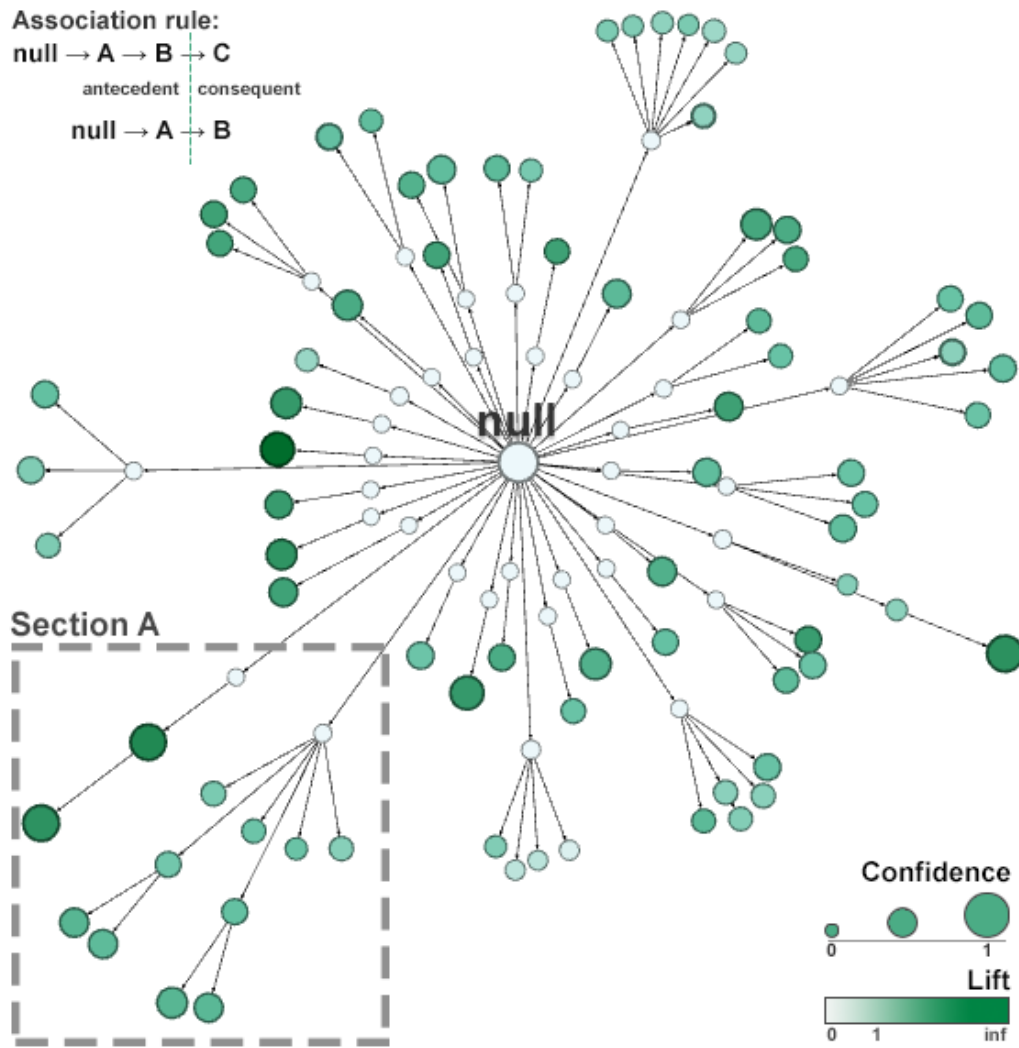 Association rule:
null → A → B → C
antecedent consequent
null → A → B
null
Section A
Confidence
0 1
Lift
0 1 inf